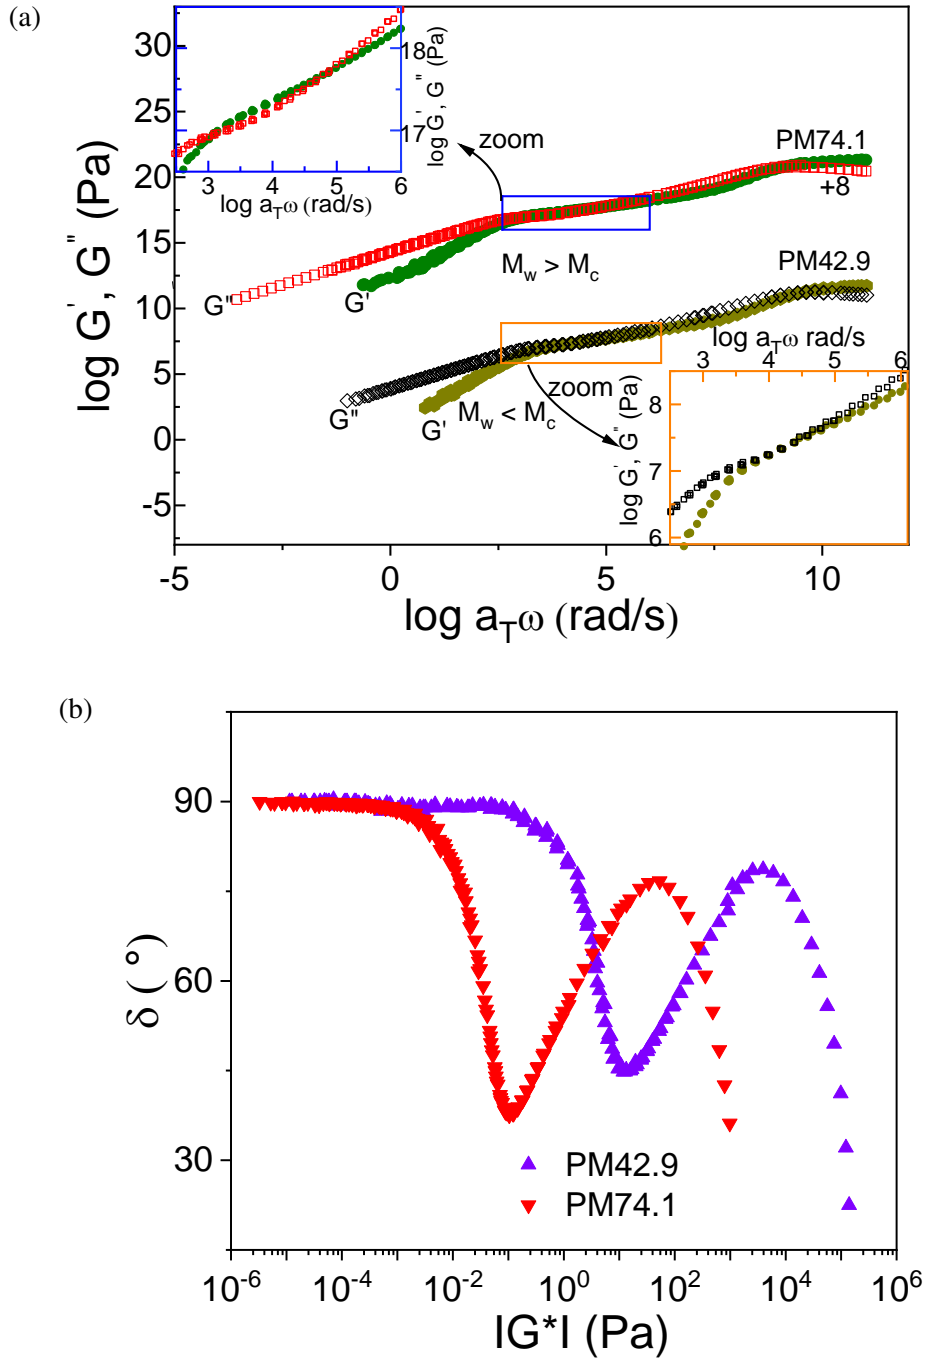 (a)
30
25
20
15
10
5
0
-5
log G', G" (Pa)
-5 0 5 10
log a_Tω (rad/s)
18
17
log G', G" (Pa)
3 4 5 6
log a_Tω (rad/s)
zoom
PM74.1
+8
M_w > M_c
G"
G'
PM42.9
zoom
M_w < M_c
G"
G'
log a_Tω rad/s
3 4 5 6
8
7
6
log G', G" (Pa)
(b)
90
60
30
δ (°)
PM42.9
PM74.1
10^-6 10^-4 10^-2 10^0 10^2 10^4 10^6
IG*I (Pa)